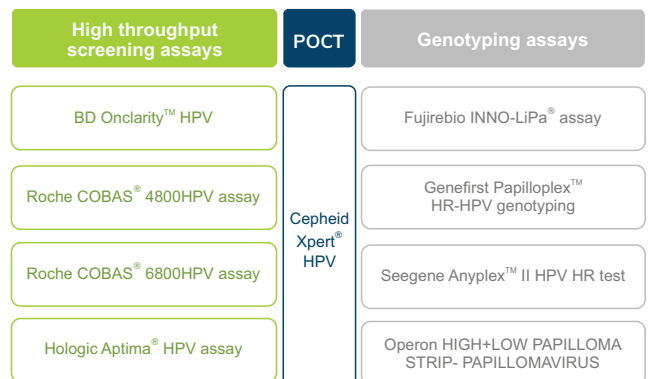 High throughput
screening assays
POCT
Genotyping assays
BD Onclarity™ HPV
Roche COBAS® 4800HPV assay
Roche COBAS® 6800HPV assay
Hologic Aptima® HPV assay
Cepheid
Xpert®
HPV
Fujirebio INNO-LiPa® assay
Genefirst Papilloplex™
HR-HPV genotyping
Seegene Anyplex™ II HPV HR test
Operon HIGH+LOW PAPILLOMA
STRIP- PAPILLOMAVIRUS